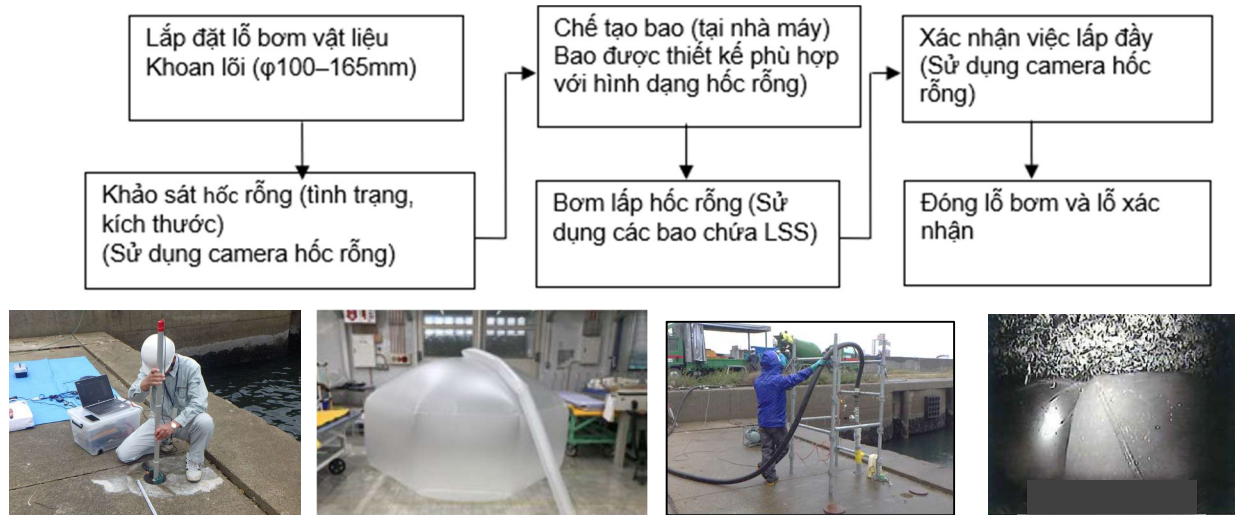 Lắp đặt lỗ bơm vật liệu
Khoan lõi (φ100–165mm)
Khảo sát hốc rỗng (tình trạng,
kích thước)
(Sử dụng camera hốc rỗng)
Chế tạo bao (tại nhà máy)
Bao được thiết kế phù hợp
với hình dạng hốc rỗng)
Bơm lấp hốc rỗng (Sử
dụng các bao chứa LSS)
Xác nhận việc lấp đầy
(Sử dụng camera hốc
rỗng)
Đóng lỗ bơm và lỗ xác
nhận